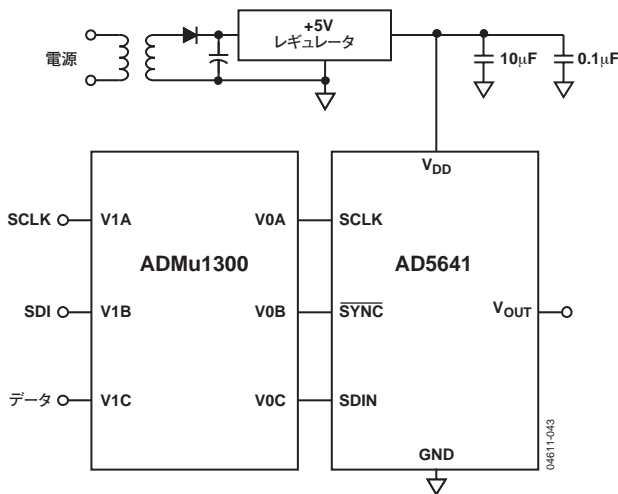 +5V
レギュレータ
電源
10μF
0.1μF
VDD
SCLK
V1A
V0A
SCLK
ADMu1300
AD5641
SDI
V1B
V0B
SYNC
VOUT
データ
V1C
V0C
SDIN
GND
04611-043